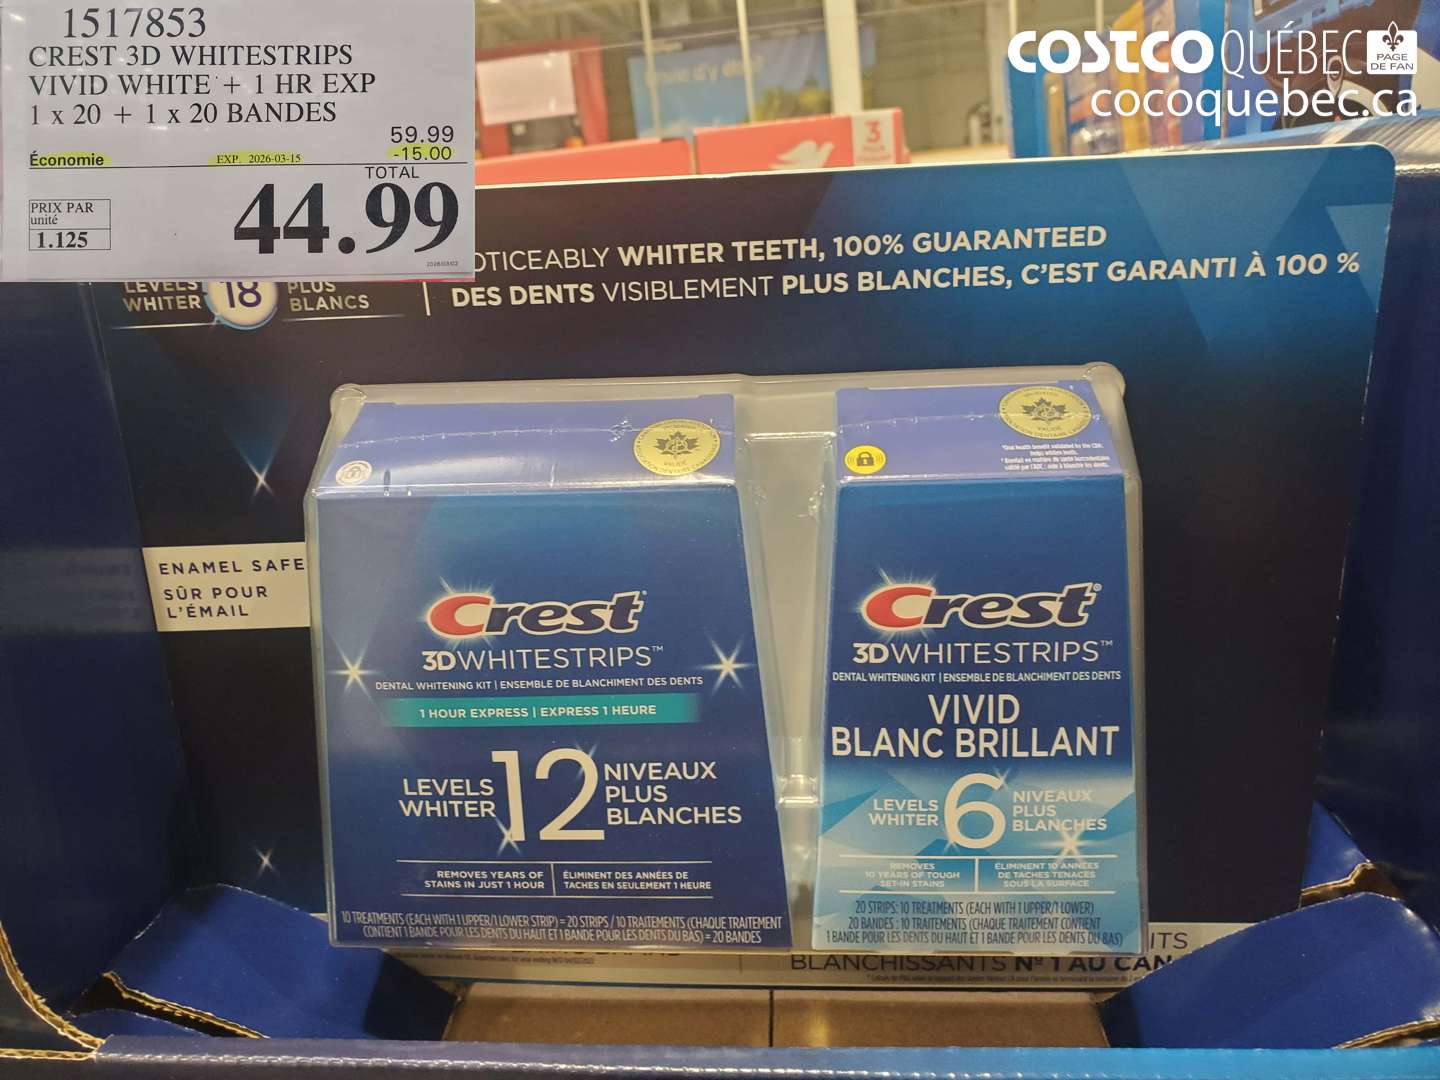 1517853
CREST 3D WHITESTRIPS
VIVID WHITE + 1 HR EXP
1 x 20 + 1 x 20 BANDES
59.99
Économie EXP. 2026-03-15 -15.00
TOTAL
PRIX PAR
unité
1.125
44.99
2026/03/02
COSTCO QUÉBEC
PAGE
DE FAN
cocoquebec.ca
3
OTICEABLY WHITER TEETH, 100% GUARANTEED
DES DENTS VISIBLEMENT PLUS BLANCHES, C'EST GARANTI À 100 %
LEVELS
WHITER
18
PLUS
BLANCS
ENAMEL SAFE
SÛR POUR
L'ÉMAIL
VALIDÉ
Crest
3DWHITESTRIPS™
DENTAL WHITENING KIT | ENSEMBLE DE BLANCHIMENT DES DENTS
1 HOUR EXPRESS | EXPRESS 1 HEURE
LEVELS
WHITER
12
NIVEAUX
PLUS
BLANCHES
REMOVES YEARS OF
STAINS IN JUST 1 HOUR
ÉLIMINENT DES ANNÉES DE
TACHES EN SEULEMENT 1 HEURE
10 TREATMENTS (EACH WITH 1 UPPER/1 LOWER STRIP) = 20 STRIPS / 10 TRAITEMENTS (CHAQUE TRAITEMENT
CONTIENT 1 BANDE POUR LES DENTS DU HAUT ET 1 BANDE POUR LES DENTS DU BAS) = 20 BANDES
VALIDÉ
Crest®
3DWHITESTRIPS™
DENTAL WHITENING KIT | ENSEMBLE DE BLANCHIMENT DES DENTS
VIVID
BLANC BRILLANT
LEVELS
WHITER
6
NIVEAUX
PLUS
BLANCHES
REMOVES
10 YEARS OF TOUGH
SET-IN STAINS
ÉLIMINENT 10 ANNÉES
DE TACHES TENACES
SOUS LA SURFACE
20 STRIPS: 10 TREATMENTS (EACH WITH 1 UPPER/1 LOWER)
20 BANDES : 10 TRAITEMENTS (CHAQUE TRAITEMENT CONTIENT
1 BANDE POUR LES DENTS DU HAUT ET 1 BANDE POUR LES DENTS DU BAS)
ITS
BLANCHISSANTS Nº 1 AU CAN